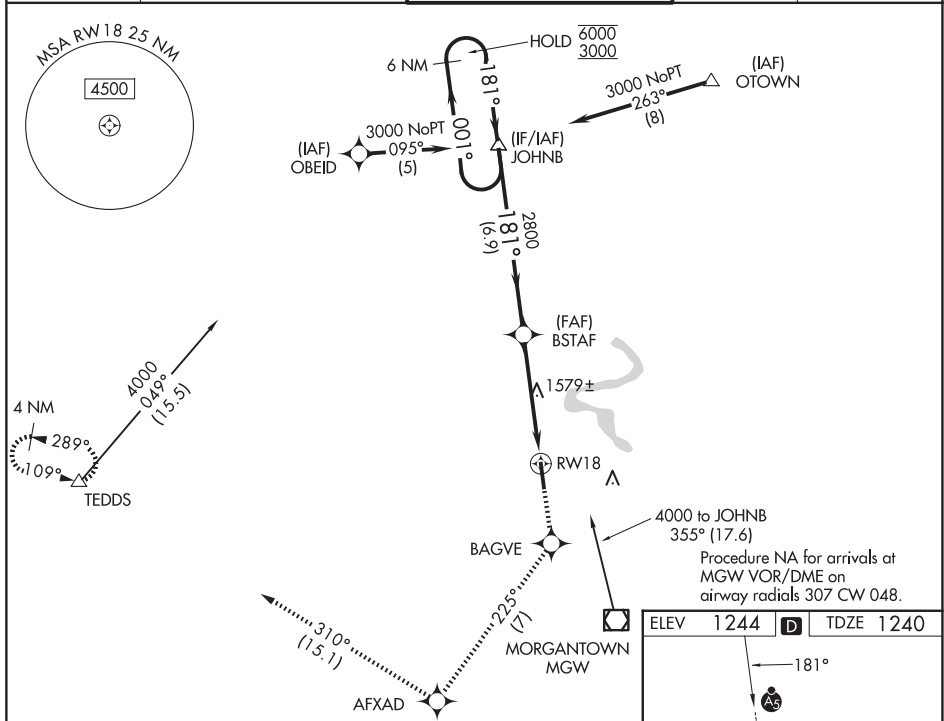 MSA RW18 25 NM
4500
HOLD
6000
3000
6 NM
181°
001°
(IAF)
OTOWN
3000 NoPT
263°
(8)
(IAF)
OBEID
3000 NoPT
095°
(5)
(IF/IAF)
JOHNB
2800
181°
(6.9)
(FAF)
BSTAF
1579±
4000
049°
(15.5)
4 NM
289°
109°
TEDDS
RW18
BAGVE
4000 to JOHNB
355° (17.6)
Procedure NA for arrivals at
MGW VOR/DME on
airway radials 307 CW 048.
225°
(7)
310°
(15.1)
MORGANTOWN
MGW
AFXAD
ELEV 1244 D TDZE 1240
181°
A5